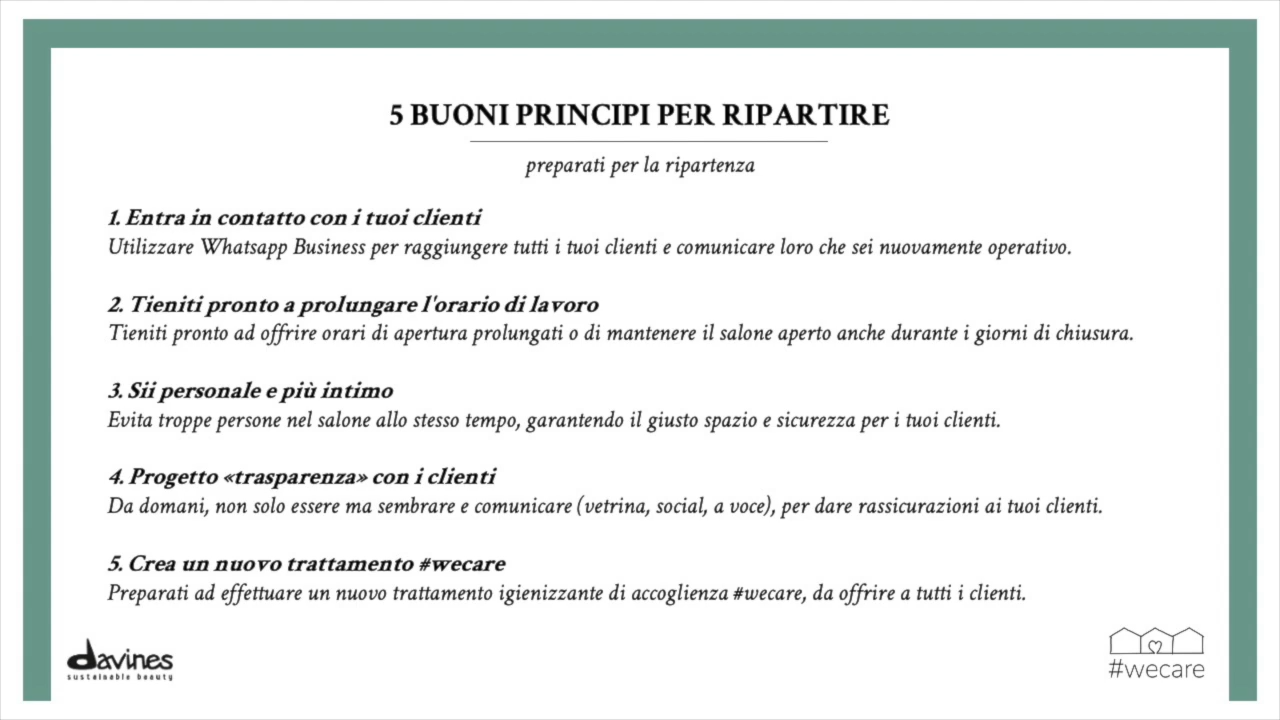 5 BUONI PRINCIPI PER RIPARTIRE
preparati per la ripartenza
1. Entra in contatto con i tuoi clienti
Utilizzare Whatsapp Business per raggiungere tutti i tuoi clienti e comunicare loro che sei nuovamente operativo.
2. Tieniti pronto a prolungare l'orario di lavoro
Tieniti pronto ad offrire orari di apertura prolungati o di mantenere il salone aperto anche durante i giorni di chiusura.
3. Sii personale e più intimo
Evita troppe persone nel salone allo stesso tempo, garantendo il giusto spazio e sicurezza per i tuoi clienti.
4. Progetto «trasparenza» con i clienti
Da domani, non solo essere ma sembrare e comunicare (vetrina, social, a voce), per dare rassicurazioni ai tuoi clienti.
5. Crea un nuovo trattamento #wecare
Preparati ad effettuare un nuovo trattamento igienizzante di accoglienza #wecare, da offrire a tutti i clienti.
davines
sustainable beauty
#wecare